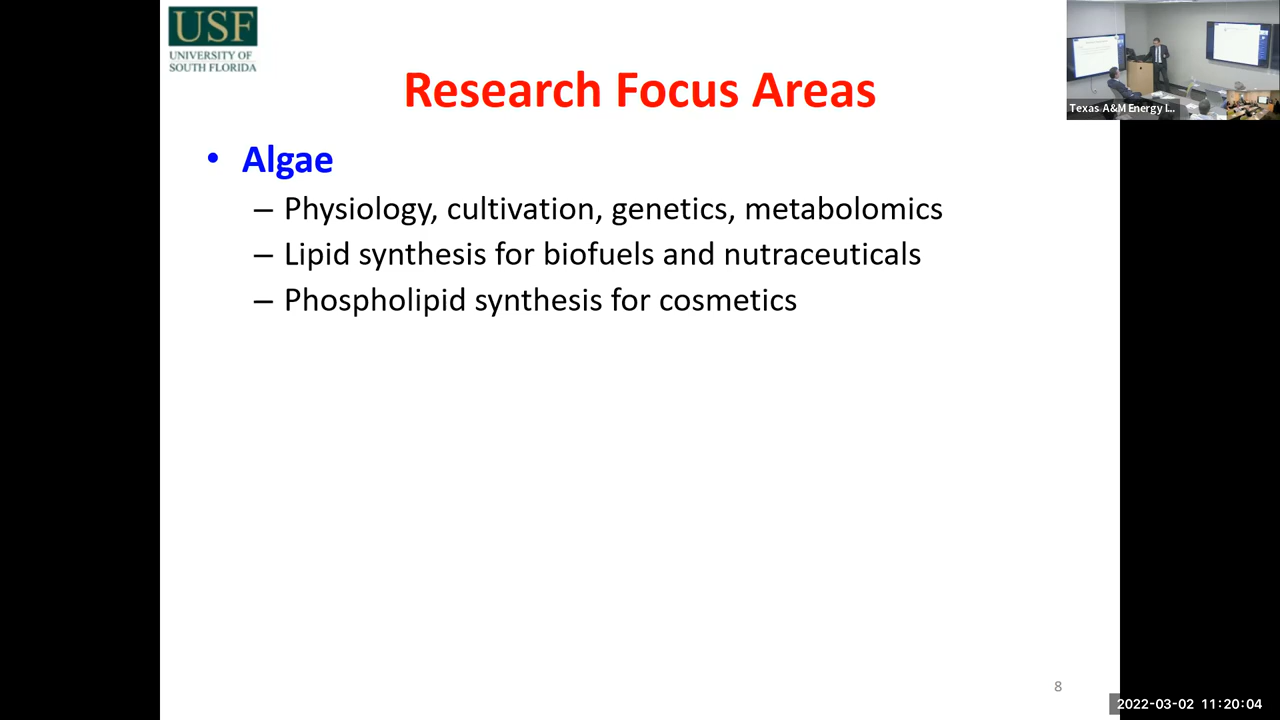 USF
UNIVERSITY OF
SOUTH FLORIDA
Research Focus Areas
• Algae
– Physiology, cultivation, genetics, metabolomics
– Lipid synthesis for biofuels and nutraceuticals
– Phospholipid synthesis for cosmetics
Texas A&M Energy I...
8
2022-03-02 11:20:04